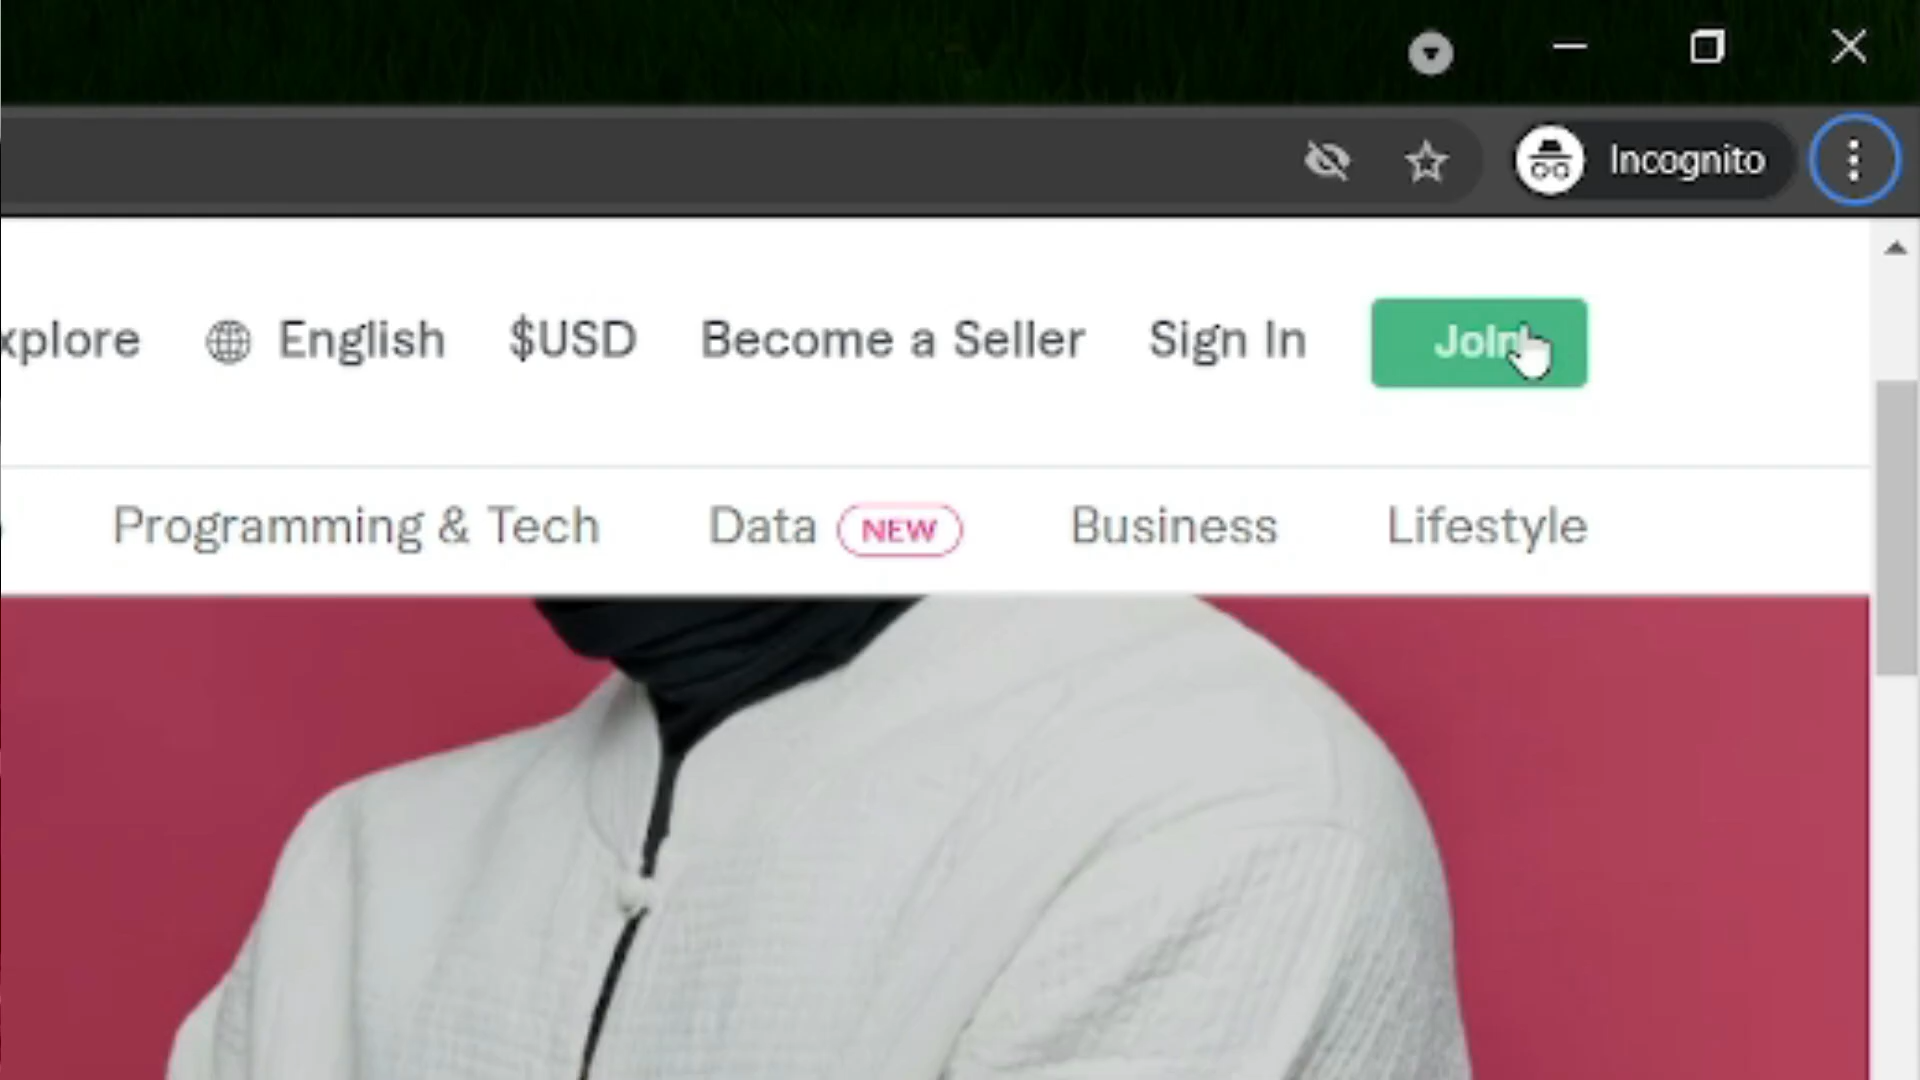 Incognito
xplore English $USD Become a Seller Sign In Join
Programming & Tech Data NEW Business Lifestyle